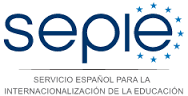 sepie
SERVICIO ESPAÑOL PARA LA
INTERNACIONALIZACIÓN DE LA EDUCACIÓN